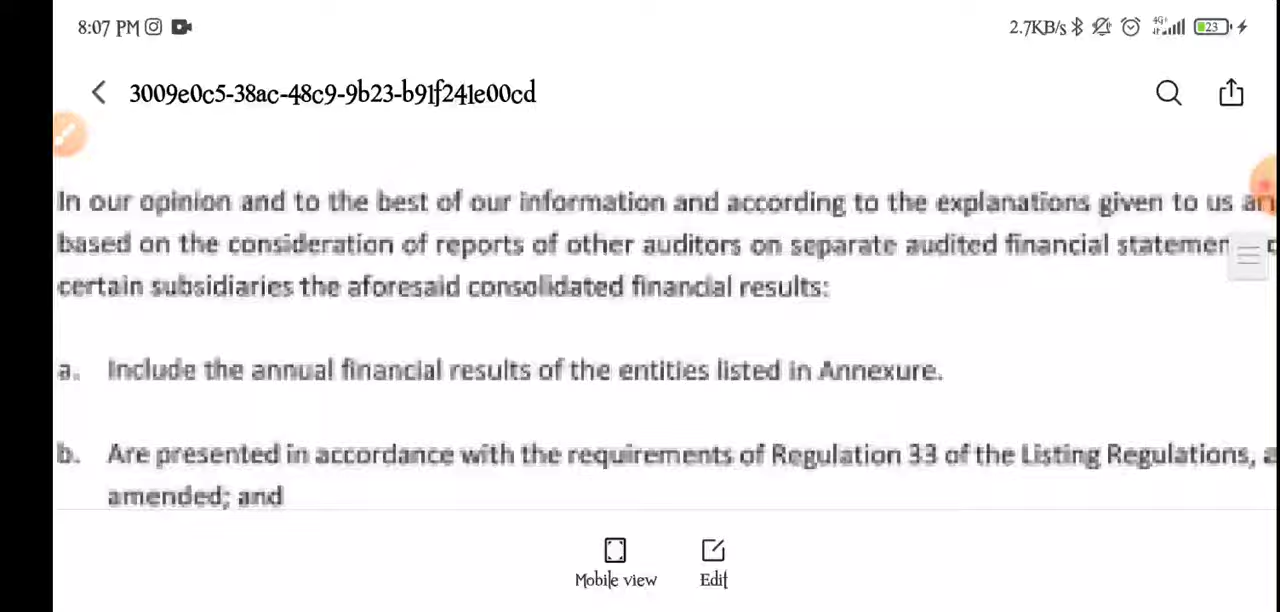 8:07 PM
2.7KB/s 4G+ 23
3009e0c5-38ac-48c9-9b23-b91f241e00cd
In our opinion and to the best of our information and according to the explanations given to us
based on the consideration of reports of other auditors on separate audited financial
certain subsidiaries the aforesaid consolidated financial results:
a. Include the annual financial results of the entities listed in Annexure.
b. Are presented in accordance with the requirements of Regulation 33 of the Listing Regulations,
amended; and
Mobile view Edit